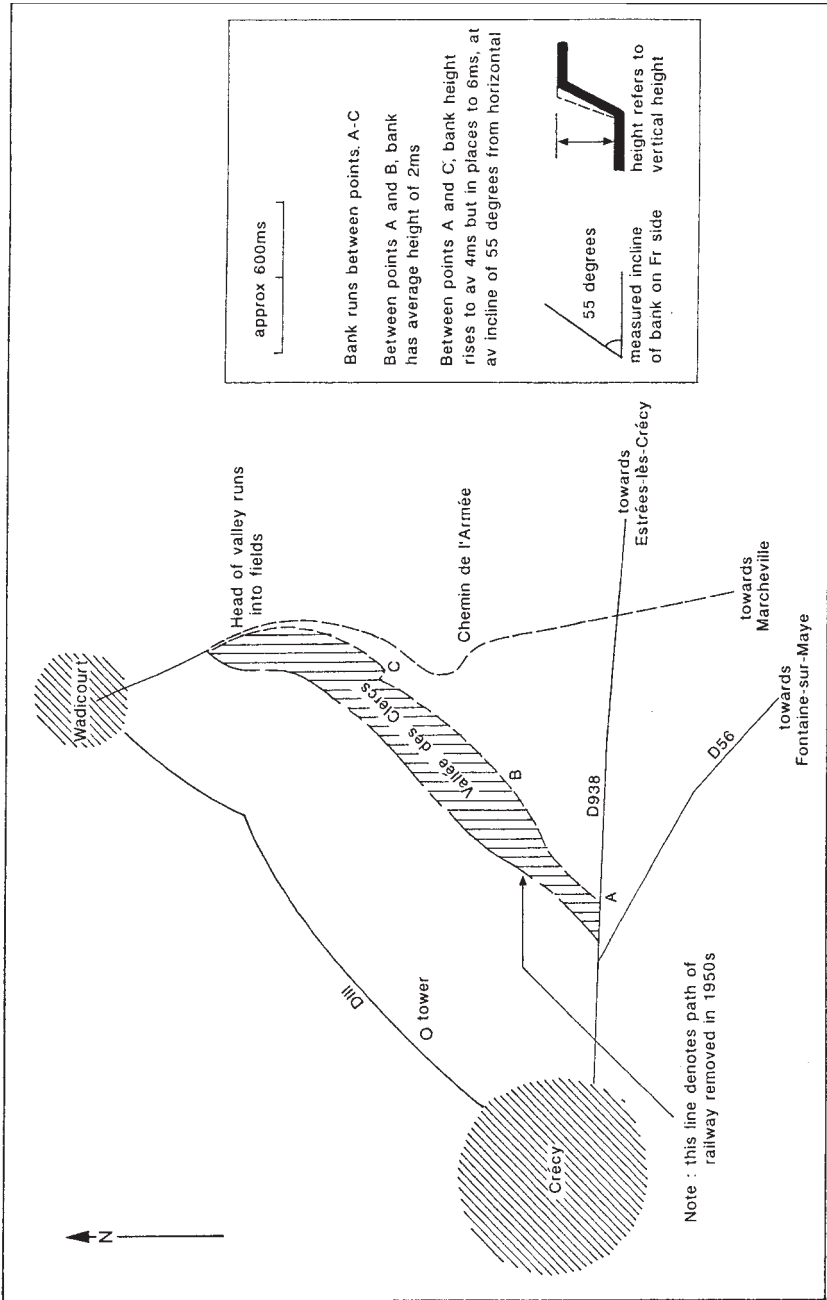 N
Wadicourt
Head of valley runs
into fields
Chemin de l'Armée
C
Vallée des Clercs
B
DIII
tower
D938
A
D56
Crécy
towards
Estrées-lès-Crécy
towards
Marcheville
towards
Fontaine-sur-Maye
Note : this line denotes path of
railway removed in 1950s
approx 600ms
Bank runs between points. A-C
Between points A and B, bank
has average height of 2ms
Between points A and C, bank height
rises to av 4ms but in places to 6ms, at
av incline of 55 degrees from horizontal
55 degrees
measured incline
of bank on Fr side
height refers to
vertical height